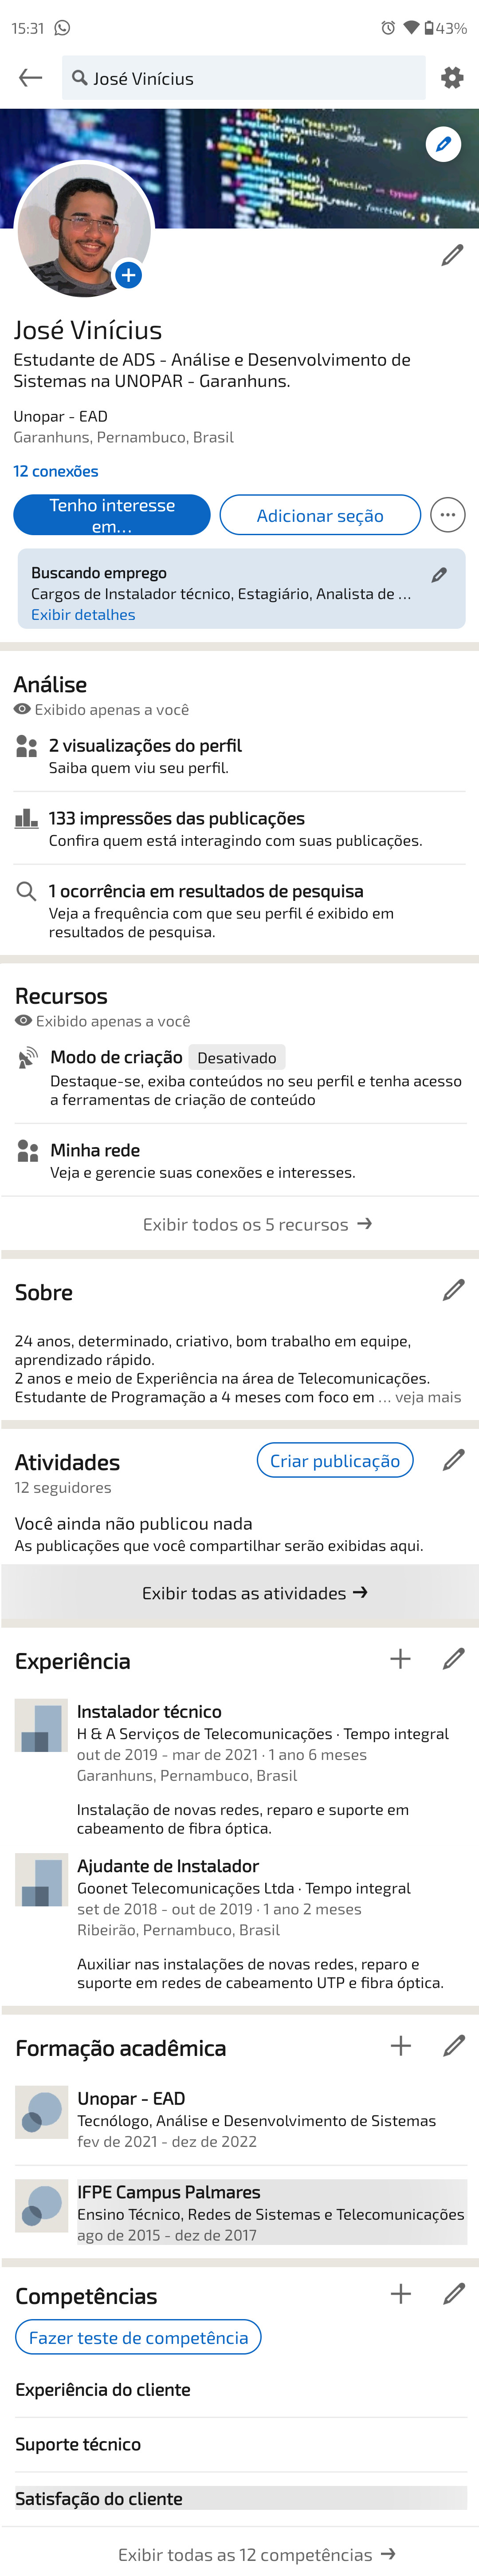 15:31
43%
José Vinícius
José Vinícius
Estudante de ADS - Análise e Desenvolvimento de
Sistemas na UNOPAR - Garanhuns.
Unopar - EAD
Garanhuns, Pernambuco, Brasil
12 conexões
Tenho interesse
em...
Adicionar seção
Buscando emprego
Cargos de Instalador técnico, Estagiário, Analista de ...
Exibir detalhes
Análise
Exibido apenas a você
2 visualizações do perfil
Saiba quem viu seu perfil.
133 impressões das publicações
Confira quem está interagindo com suas publicações.
1 ocorrência em resultados de pesquisa
Veja a frequência com que seu perfil é exibido em
resultados de pesquisa.
Recursos
Exibido apenas a você
Modo de criação Desativado
Destaque-se, exiba conteúdos no seu perfil e tenha acesso
a ferramentas de criação de conteúdo
Minha rede
Veja e gerencie suas conexões e interesses.
Exibir todos os 5 recursos →
Sobre
24 anos, determinado, criativo, bom trabalho em equipe,
aprendizado rápido.
2 anos e meio de Experiência na área de Telecomunicações.
Estudante de Programação a 4 meses com foco em ... veja mais
Atividades
Criar publicação
12 seguidores
Você ainda não publicou nada
As publicações que você compartilhar serão exibidas aqui.
Exibir todas as atividades →
Experiência
Instalador técnico
H & A Serviços de Telecomunicações · Tempo integral
out de 2019 - mar de 2021 · 1 ano 6 meses
Garanhuns, Pernambuco, Brasil
Instalação de novas redes, reparo e suporte em
cabeamento de fibra óptica.
Ajudante de Instalador
Goonet Telecomunicações Ltda · Tempo integral
set de 2018 - out de 2019 · 1 ano 2 meses
Ribeirão, Pernambuco, Brasil
Auxiliar nas instalações de novas redes, reparo e
suporte em redes de cabeamento UTP e fibra óptica.
Formação acadêmica
Unopar - EAD
Tecnólogo, Análise e Desenvolvimento de Sistemas
fev de 2021 - dez de 2022
IFPE Campus Palmares
Ensino Técnico, Redes de Sistemas e Telecomunicações
ago de 2015 - dez de 2017
Competências
Fazer teste de competência
Experiência do cliente
Suporte técnico
Satisfação do cliente
Exibir todas as 12 competências →